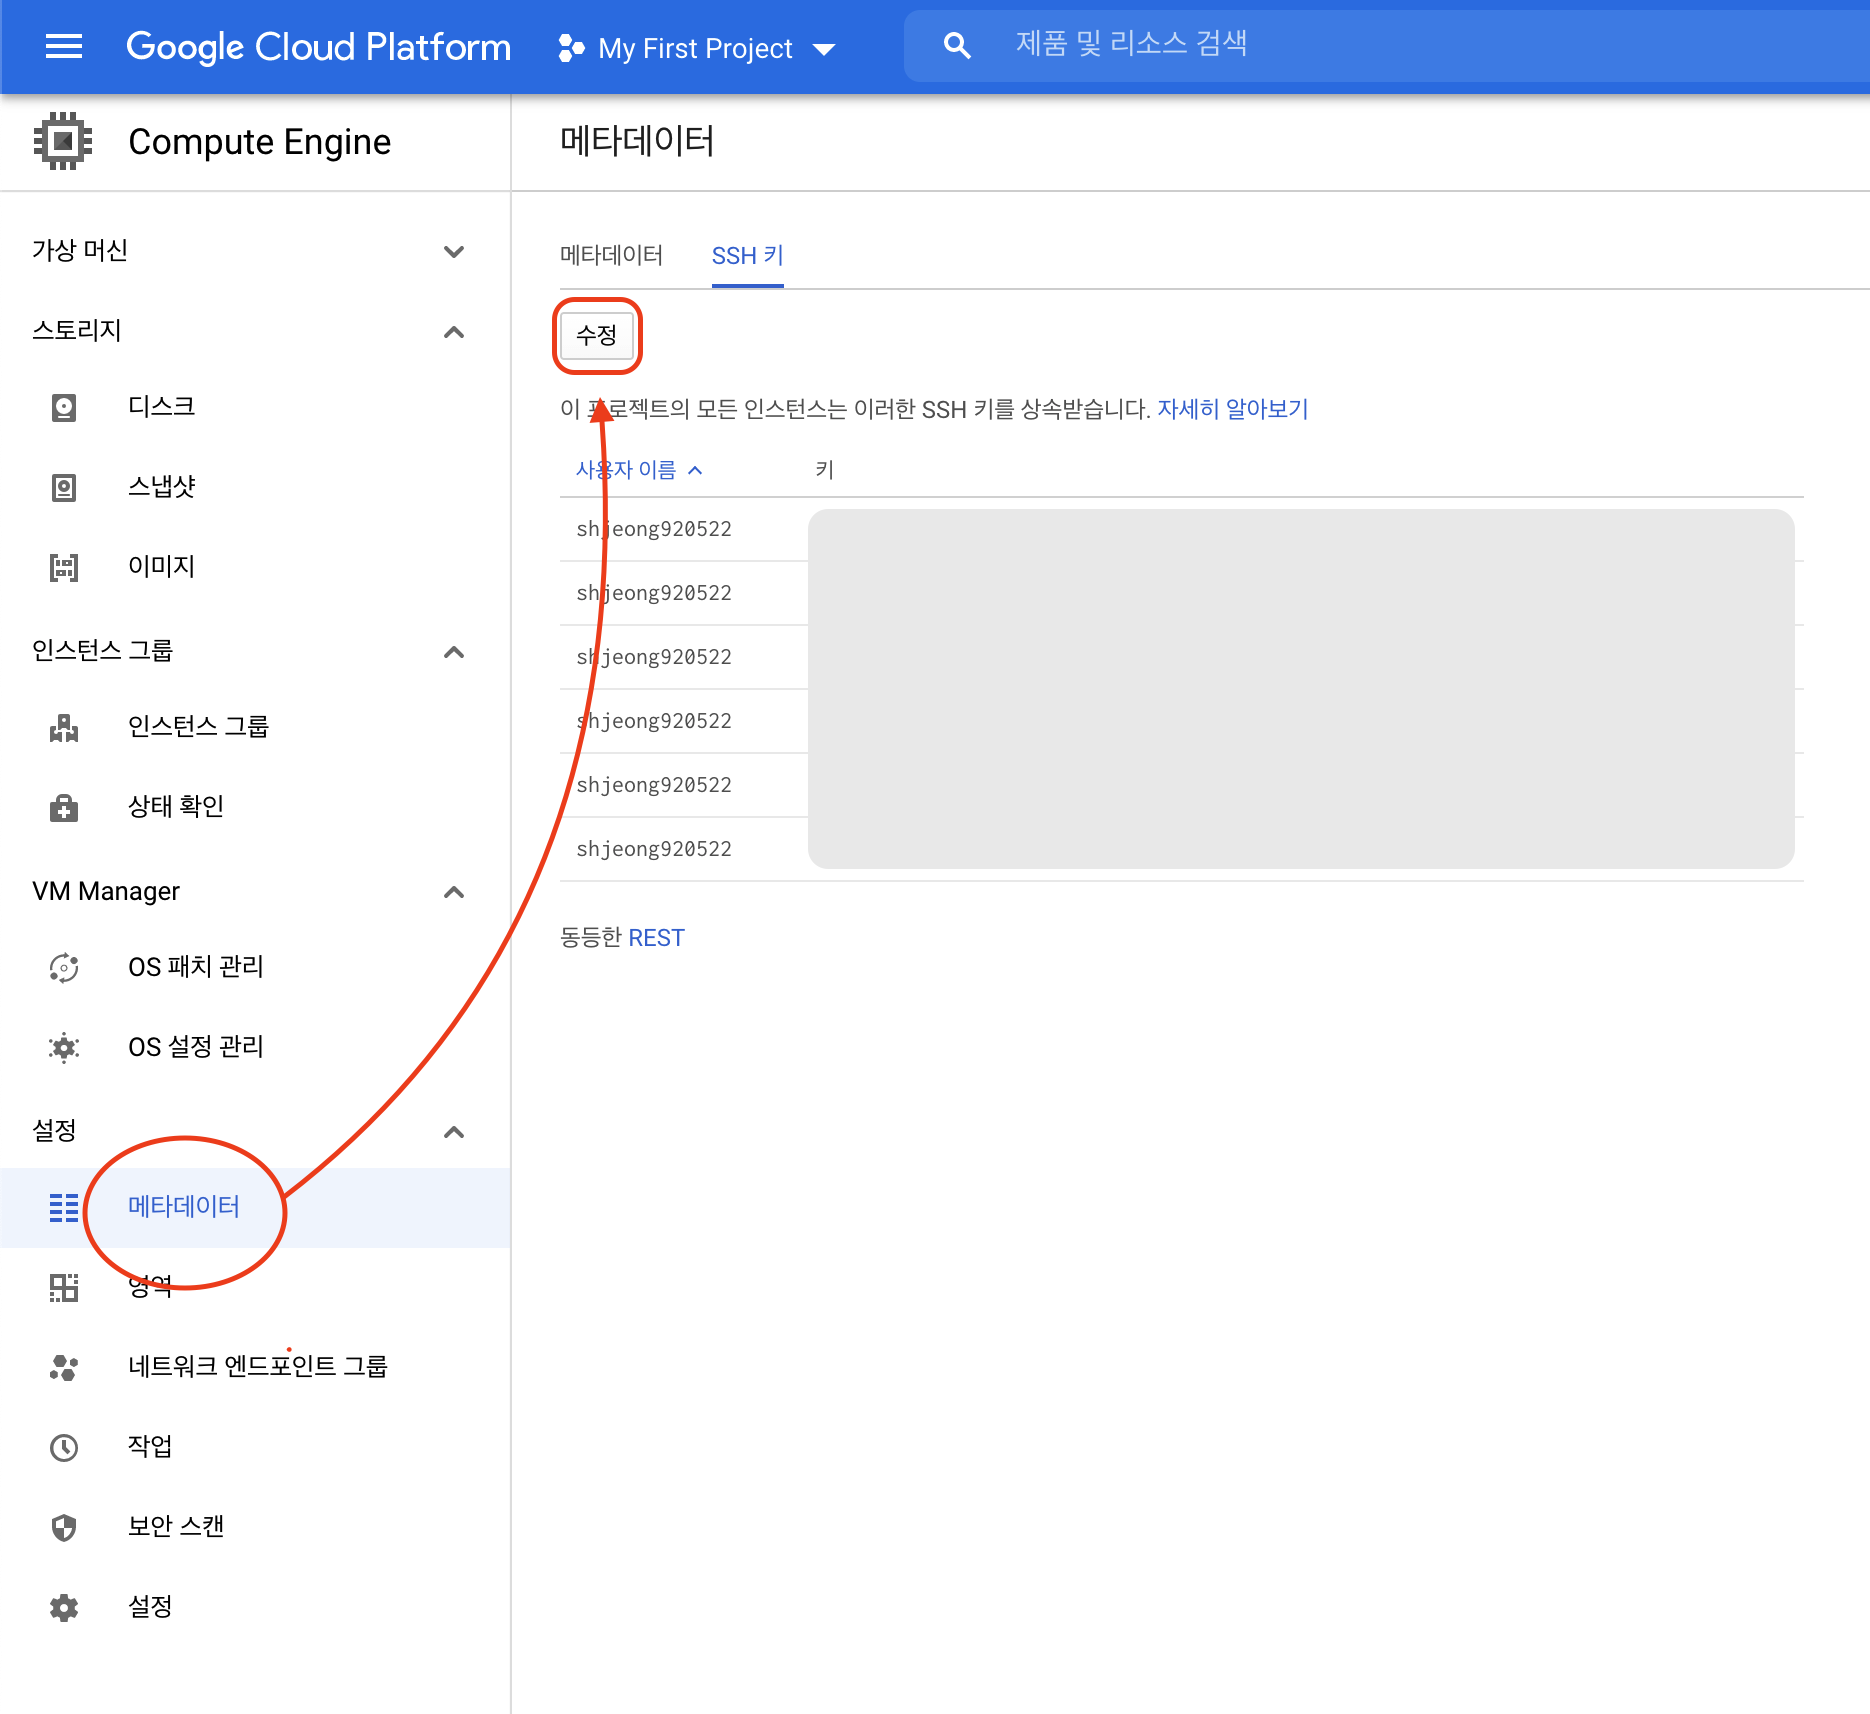 Google Cloud Platform
My First Project
제품 및 리소스 검색
Compute Engine
메타데이터
가상 머신
스토리지
디스크
스냅샷
이미지
인스턴스 그룹
인스턴스 그룹
상태 확인
VM Manager
OS 패치 관리
OS 설정 관리
설정
메타데이터
영역
네트워크 엔드포인트 그룹
작업
보안 스캔
설정
메타데이터 SSH 키
수정
이 프로젝트의 모든 인스턴스는 이러한 SSH 키를 상속받습니다. 자세히 알아보기
사용자 이름 키
shjeong920522
shjeong920522
shjeong920522
shjeong920522
shjeong920522
shjeong920522
동등한 REST